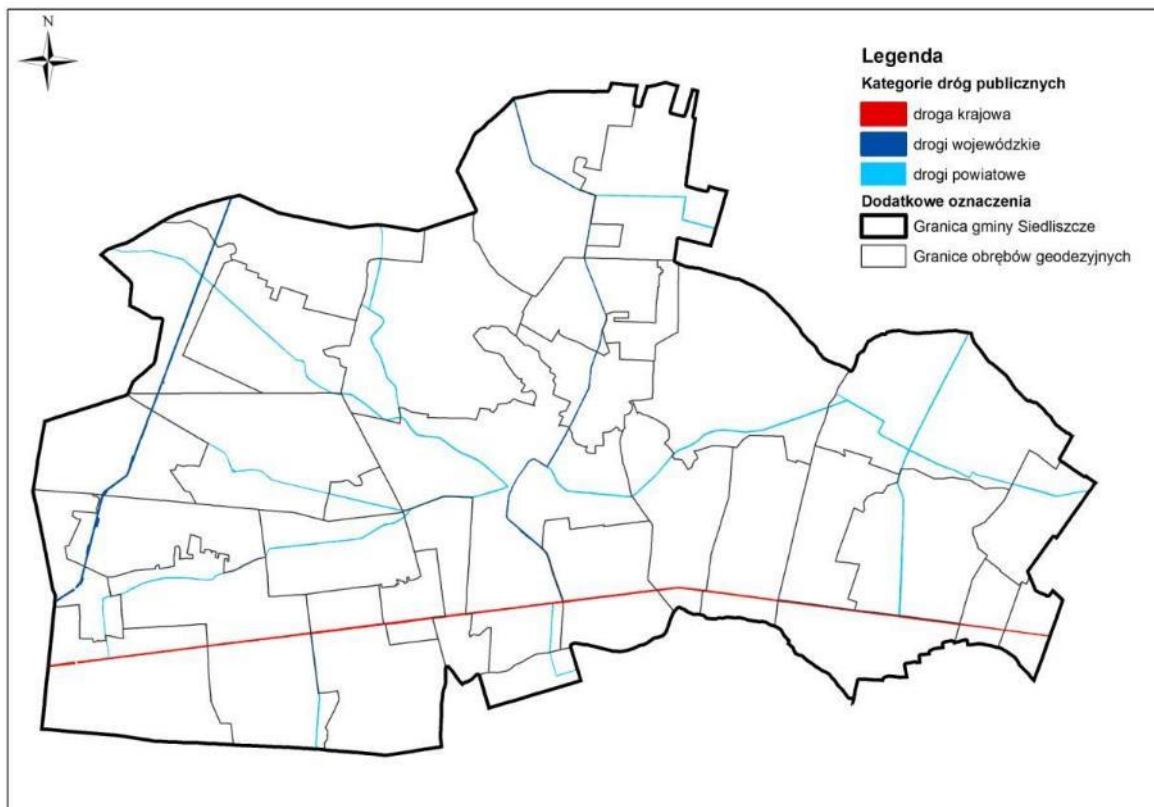 N
Legenda
Kategorie dróg publicznych
droga krajowa
drogi wojewódzkie
drogi powiatowe
Dodatkowe oznaczenia
Granica gminy Siedliszcze
Granice obrębów geodezyjnych